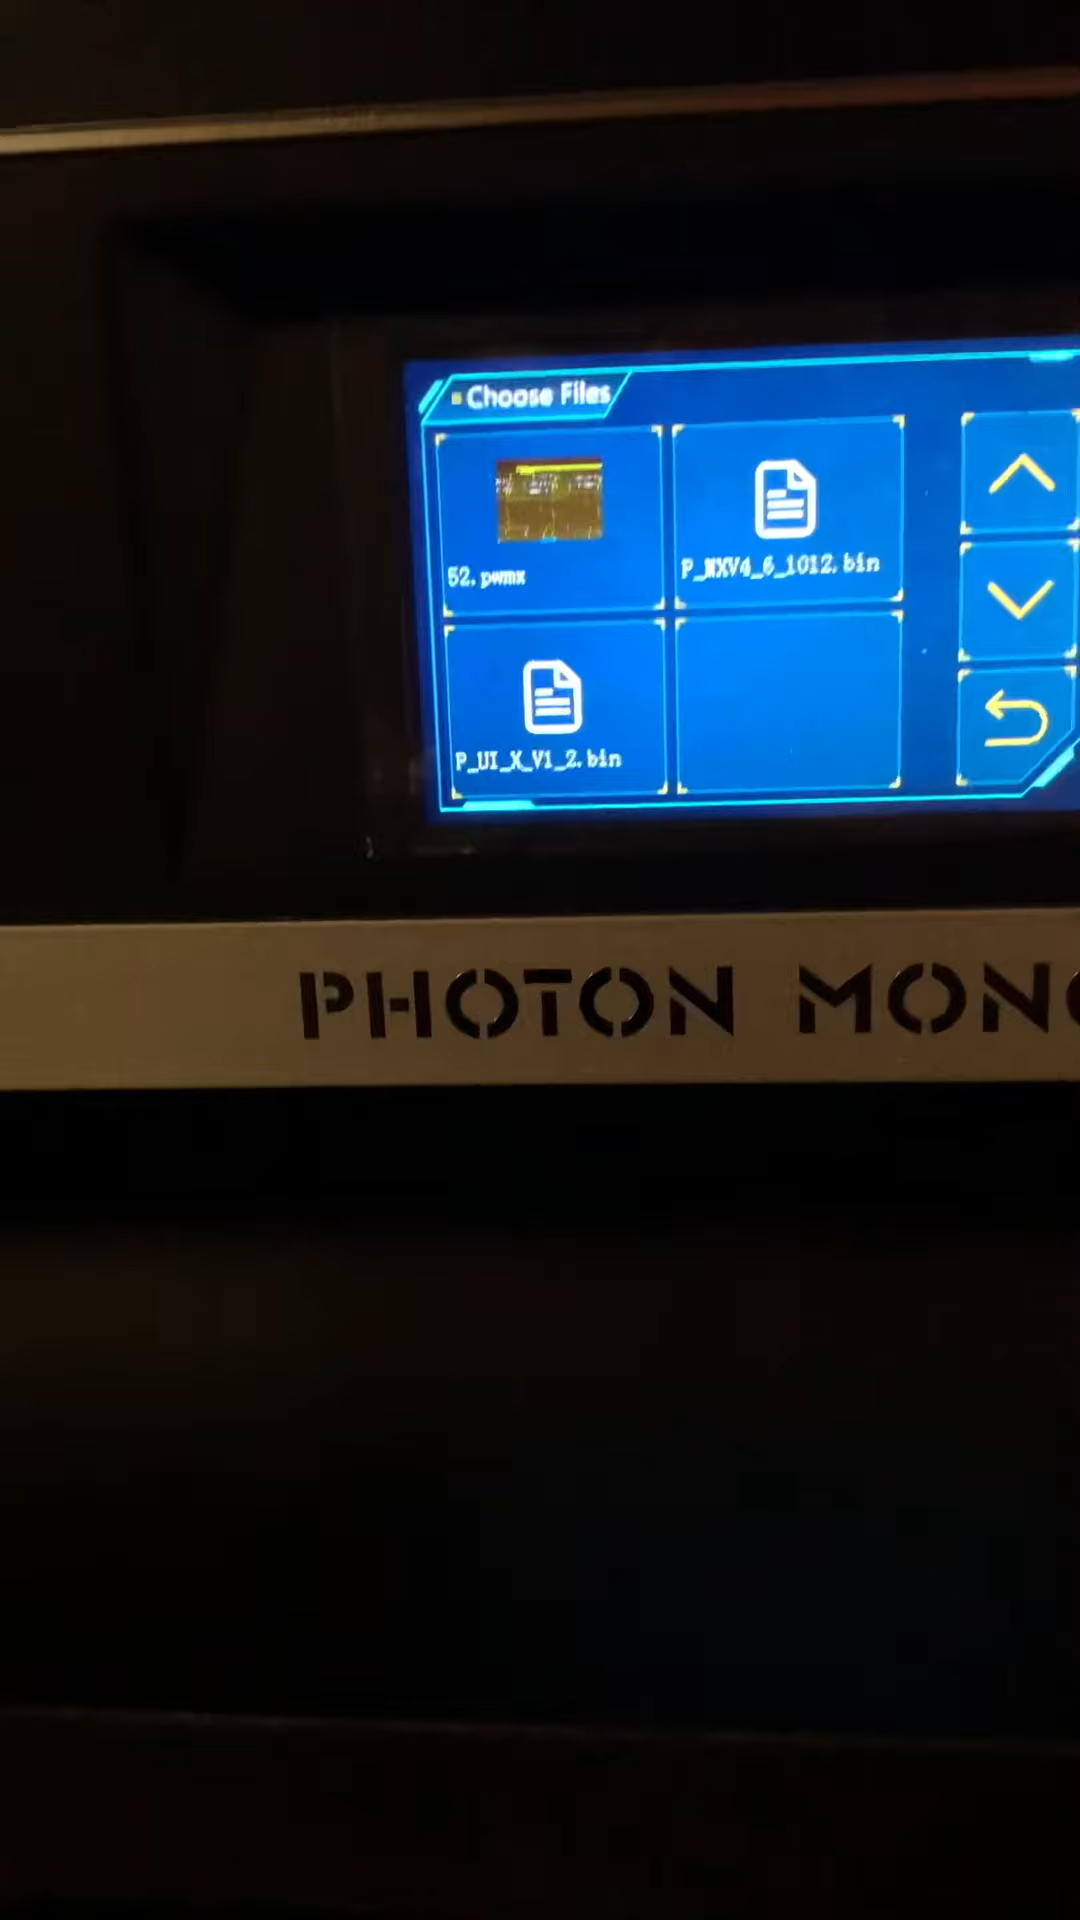 Choose Files
52.pwmx
P_MXV4_6_1012.bin
P_UI_X_V1_2.bin
PHOTON MONO